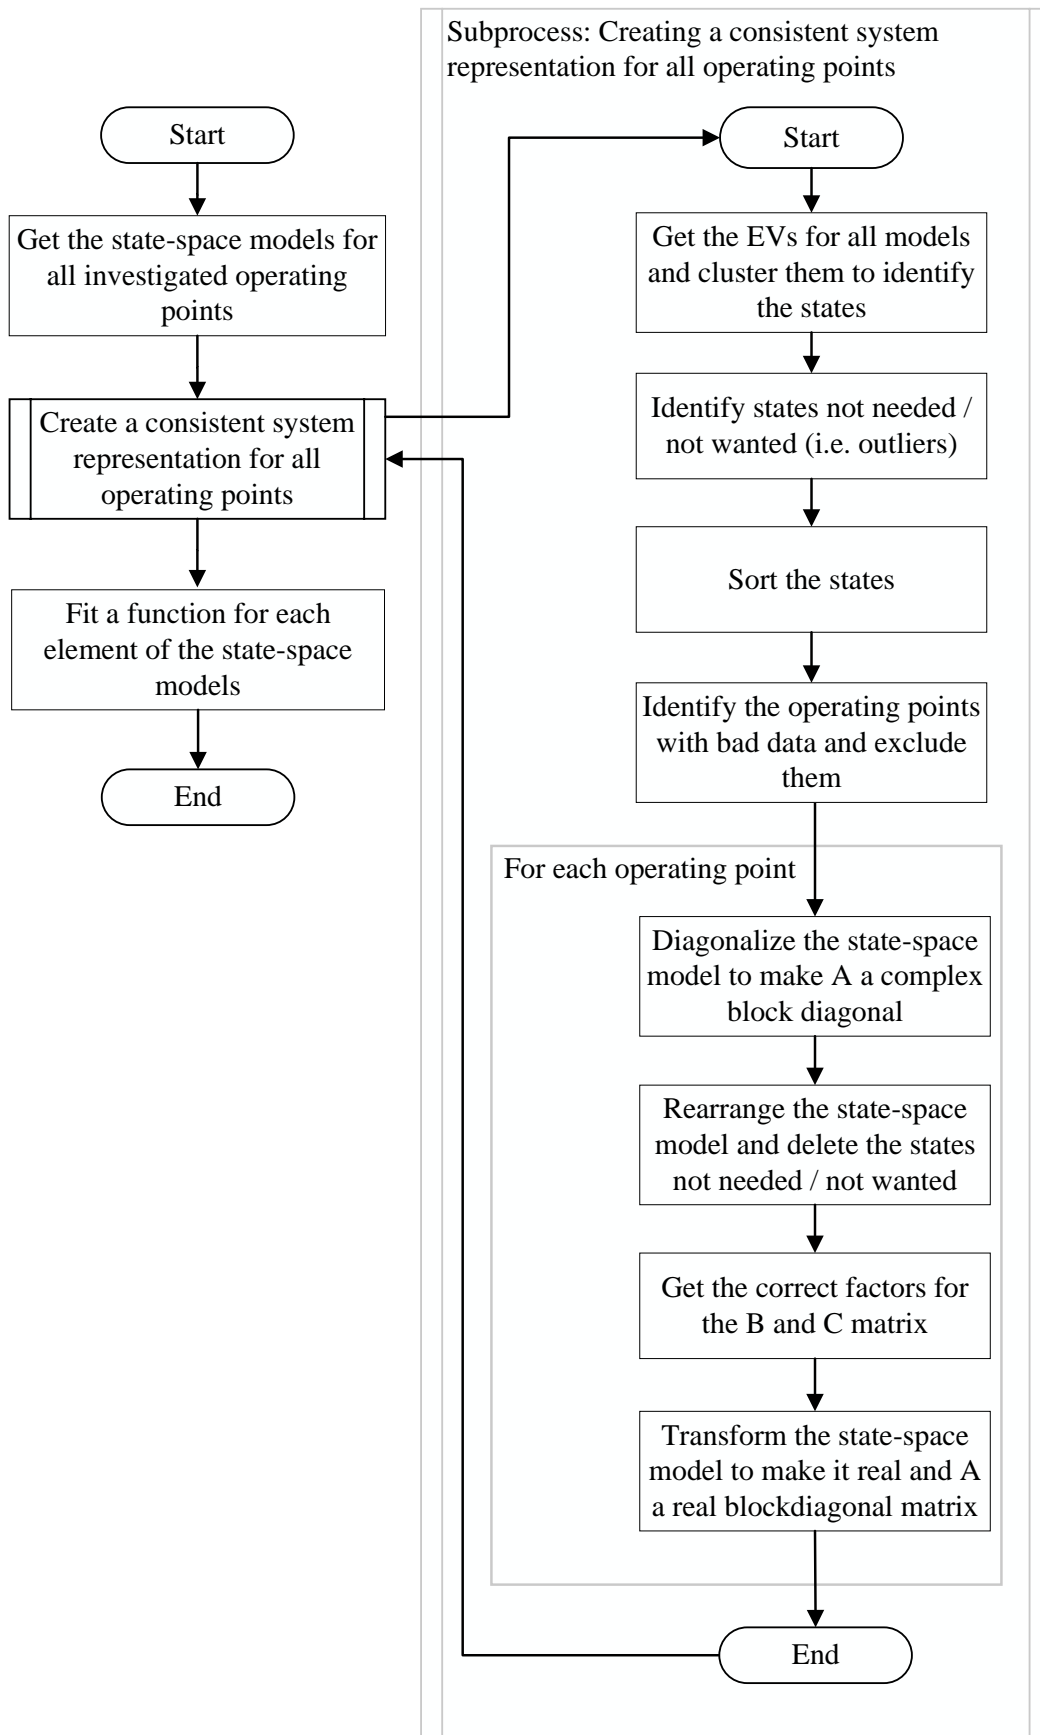 Start
Get the state-space models for
all investigated operating
points
Create a consistent system
representation for all
operating points
Fit a function for each
element of the state-space
models
End
Subprocess: Creating a consistent system
representation for all operating points
Start
Get the EVs for all models
and cluster them to identify
the states
Identify states not needed /
not wanted (i.e. outliers)
Sort the states
Identify the operating points
with bad data and exclude
them
For each operating point
Diagonalize the state-space
model to make A a complex
block diagonal
Rearrange the state-space
model and delete the states
not needed / not wanted
Get the correct factors for
the B and C matrix
Transform the state-space
model to make it real and A
a real blockdiagonal matrix
End